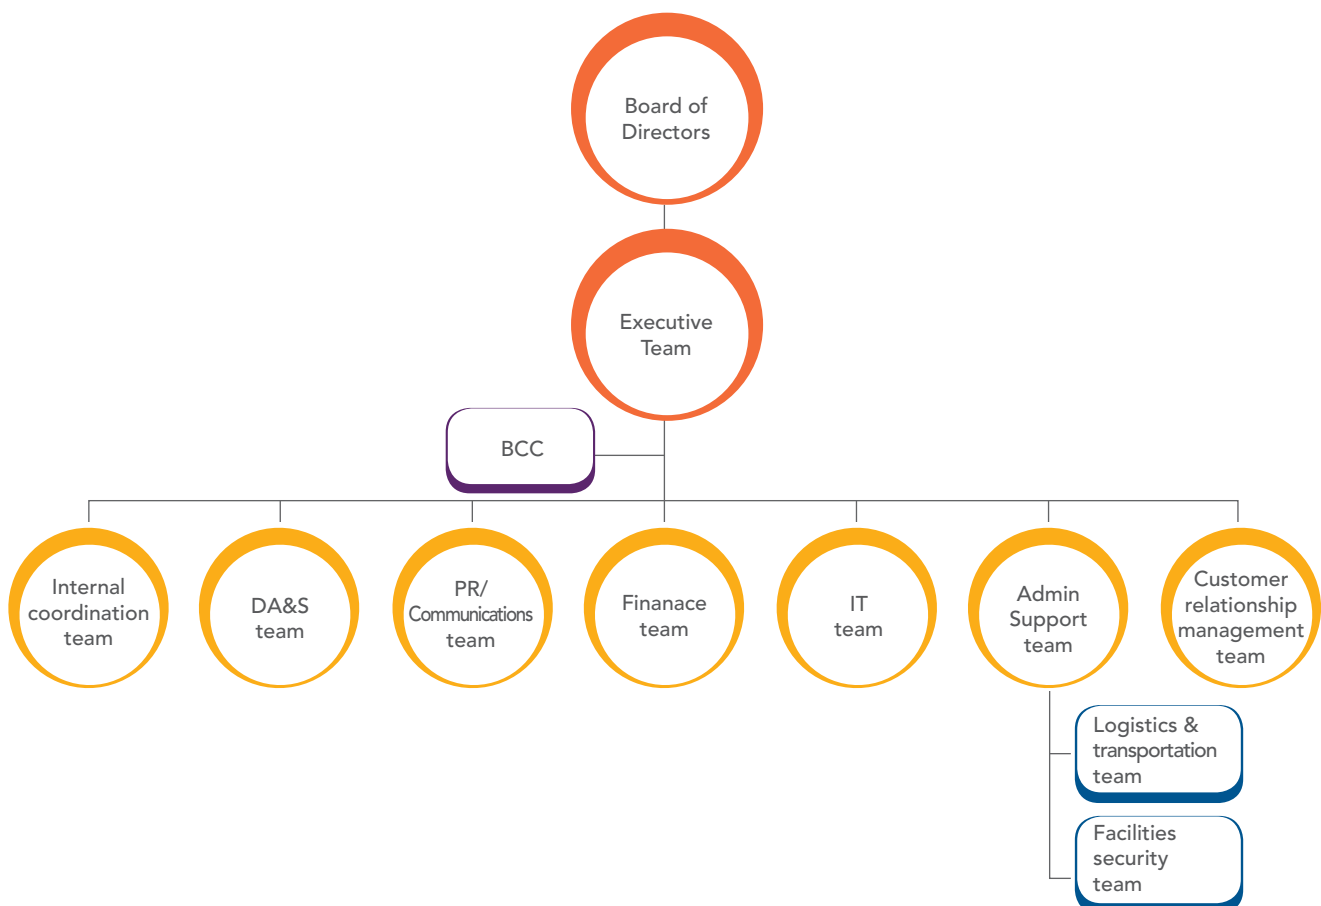 Board of
Directors
Executive
Team
BCC
Internal
coordination
team
DA&S
team
PR/
Communications
team
Finanace
team
IT
team
Admin
Support
team
Customer
relationship
management
team
Logistics &
transportation
team
Facilities
security
team